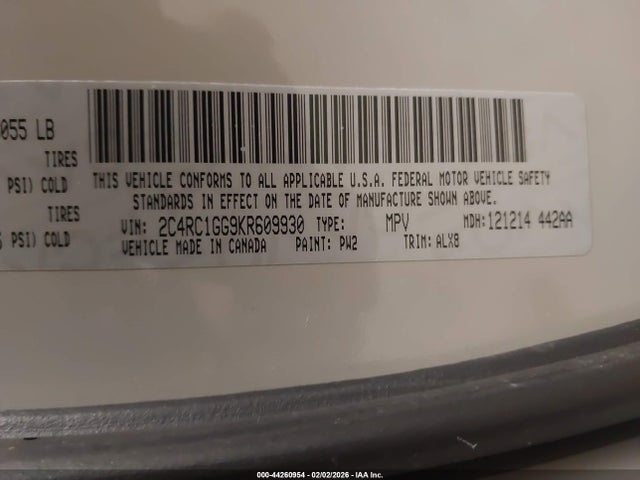 055 LB
TIRES
PSI) COLD
TIRES
PSI) COLD
THIS VEHICLE CONFORMS TO ALL APPLICABLE U.S.A. FEDERAL MOTOR VEHICLE SAFETY
STANDARDS IN EFFECT ON THE DATE OF MANUFACTURE SHOWN ABOVE.
VIN: 2C4RC1GG9KR609930 TYPE: MPV MDH: 121214 442AA
VEHICLE MADE IN CANADA PAINT: PW2 TRIM: ALX8
000-44260954 - 02/02/2026 - IAA Inc.